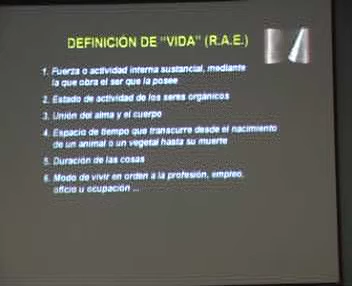 DEFINICIÓN DE "VIDA" (R.A.E.)
1. Fuerza o actividad interna sustancial, mediante
la que obra el ser que la posee
2. Estado de actividad de los seres orgánicos
3. Unión del alma y el cuerpo
4. Espacio de tiempo que transcurre desde el nacimiento
de un animal o un vegetal hasta su muerte
5. Duración de las cosas
6. Modo de vivir en orden a la profesión, empleo,
oficio u ocupación ...